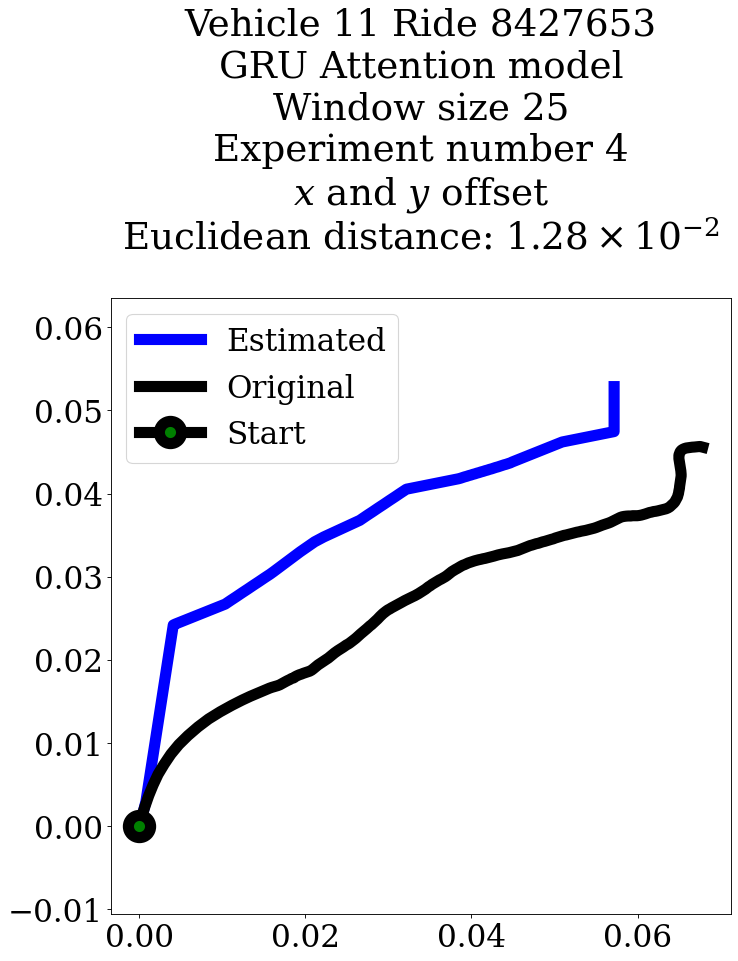 Vehicle 11 Ride 8427653
GRU Attention model
Window size 25
Experiment number 4
x and y offset
Euclidean distance: 1.28 × 10⁻²
Estimated
Original
Start
0.06
0.05
0.04
0.03
0.02
0.01
0.00
−0.01
0.00 0.02 0.04 0.06